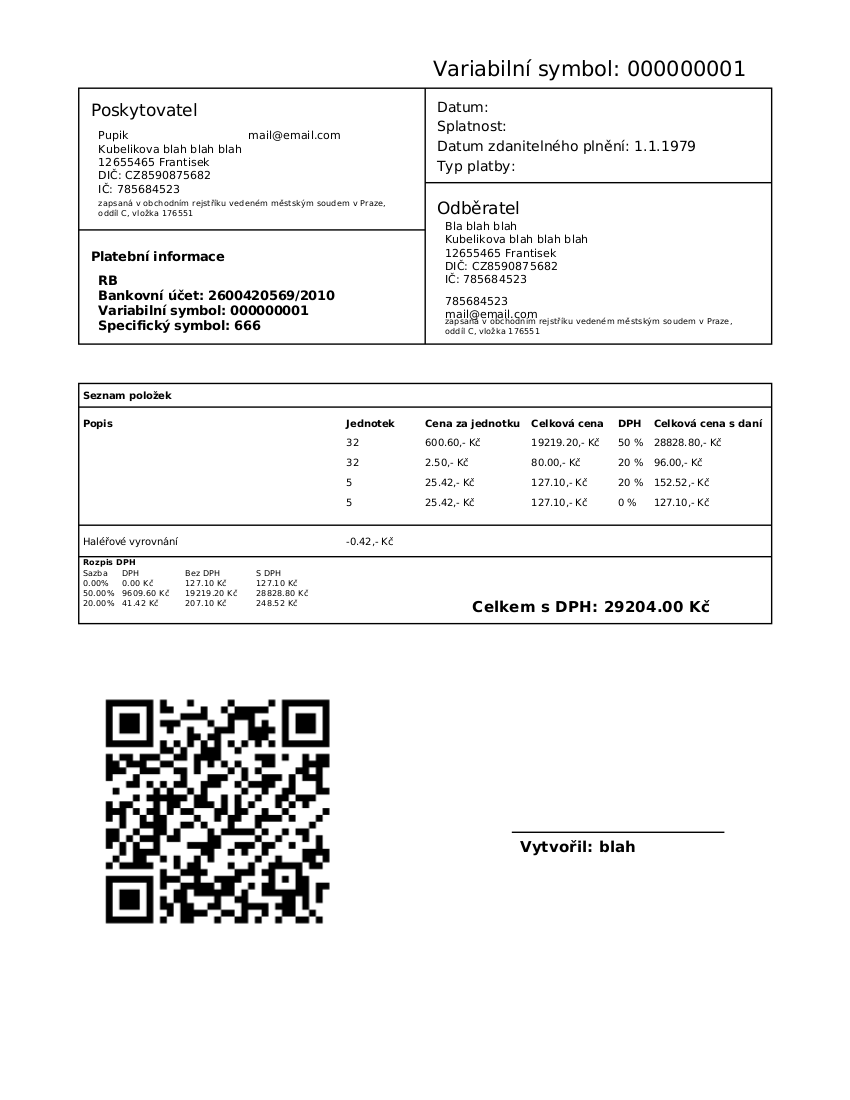 Variabilní symbol: 000000001
Poskytovatel
Pupik mail@email.com
Kubelikova blah blah blah
12655465 Frantisek
DIČ: CZ8590875682
IČ: 785684523
zapsaná v obchodním rejstříku vedeném městským soudem v Praze,
oddíl C, vložka 176551
Platební informace
RB
Bankovní účet: 2600420569/2010
Variabilní symbol: 000000001
Specifický symbol: 666
Datum:
Splatnost:
Datum zdanitelného plnění: 1.1.1979
Typ platby:
Odběratel
Bla blah blah
Kubelikova blah blah blah
12655465 Frantisek
DIČ: CZ8590875682
IČ: 785684523
785684523
mail@email.com
zapsaná v obchodním rejstříku vedeném městským soudem v Praze,
oddíl C, vložka 176551
Seznam položek
Popis Jednotek Cena za jednotku Celková cena DPH Celková cena s daní
32 600.60,- Kč 19219.20,- Kč 50 % 28828.80,- Kč
32 2.50,- Kč 80.00,- Kč 20 % 96.00,- Kč
5 25.42,- Kč 127.10,- Kč 20 % 152.52,- Kč
5 25.42,- Kč 127.10,- Kč 0 % 127.10,- Kč
Haléřové vyrovnání -0.42,- Kč
Rozpis DPH
Sazba DPH Bez DPH S DPH
0.00% 0.00 Kč 127.10 Kč 127.10 Kč
50.00% 9609.60 Kč 19219.20 Kč 28828.80 Kč
20.00% 41.42 Kč 207.10 Kč 248.52 Kč
Celkem s DPH: 29204.00 Kč
Vytvořil: blah